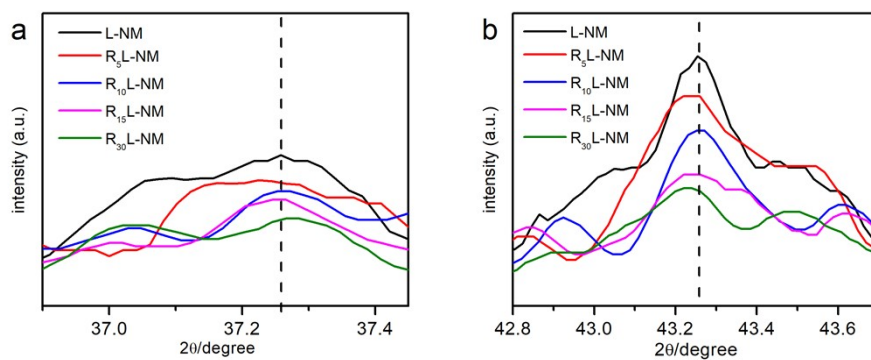 a
L-NM
R₅L-NM
R₁₀L-NM
R₁₅L-NM
R₃₀L-NM
intensity (a.u.)
37.0 37.2 37.4
2θ/degree
b
L-NM
R₅L-NM
R₁₀L-NM
R₁₅L-NM
R₃₀L-NM
intensity (a.u.)
42.8 43.0 43.2 43.4 43.6
2θ/degree